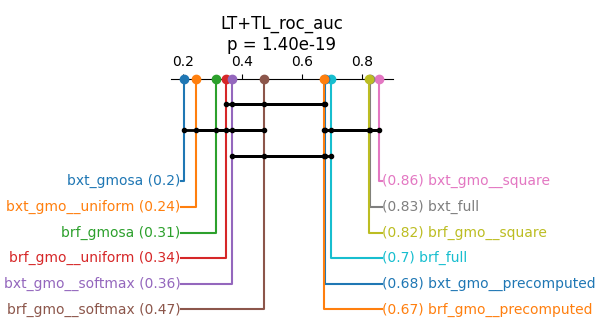 LT+TL_roc_auc
p = 1.40e-19
0.2 0.4 0.6 0.8
bxt_gmosa (0.2) (0.86) bxt_gmo__square
bxt_gmo__uniform (0.24) (0.83) bxt_full
brf_gmosa (0.31) (0.82) brf_gmo__square
brf_gmo__uniform (0.34) (0.7) brf_full
bxt_gmo__softmax (0.36) (0.68) bxt_gmo__precomputed
brf_gmo__softmax (0.47) (0.67) brf_gmo__precomputed